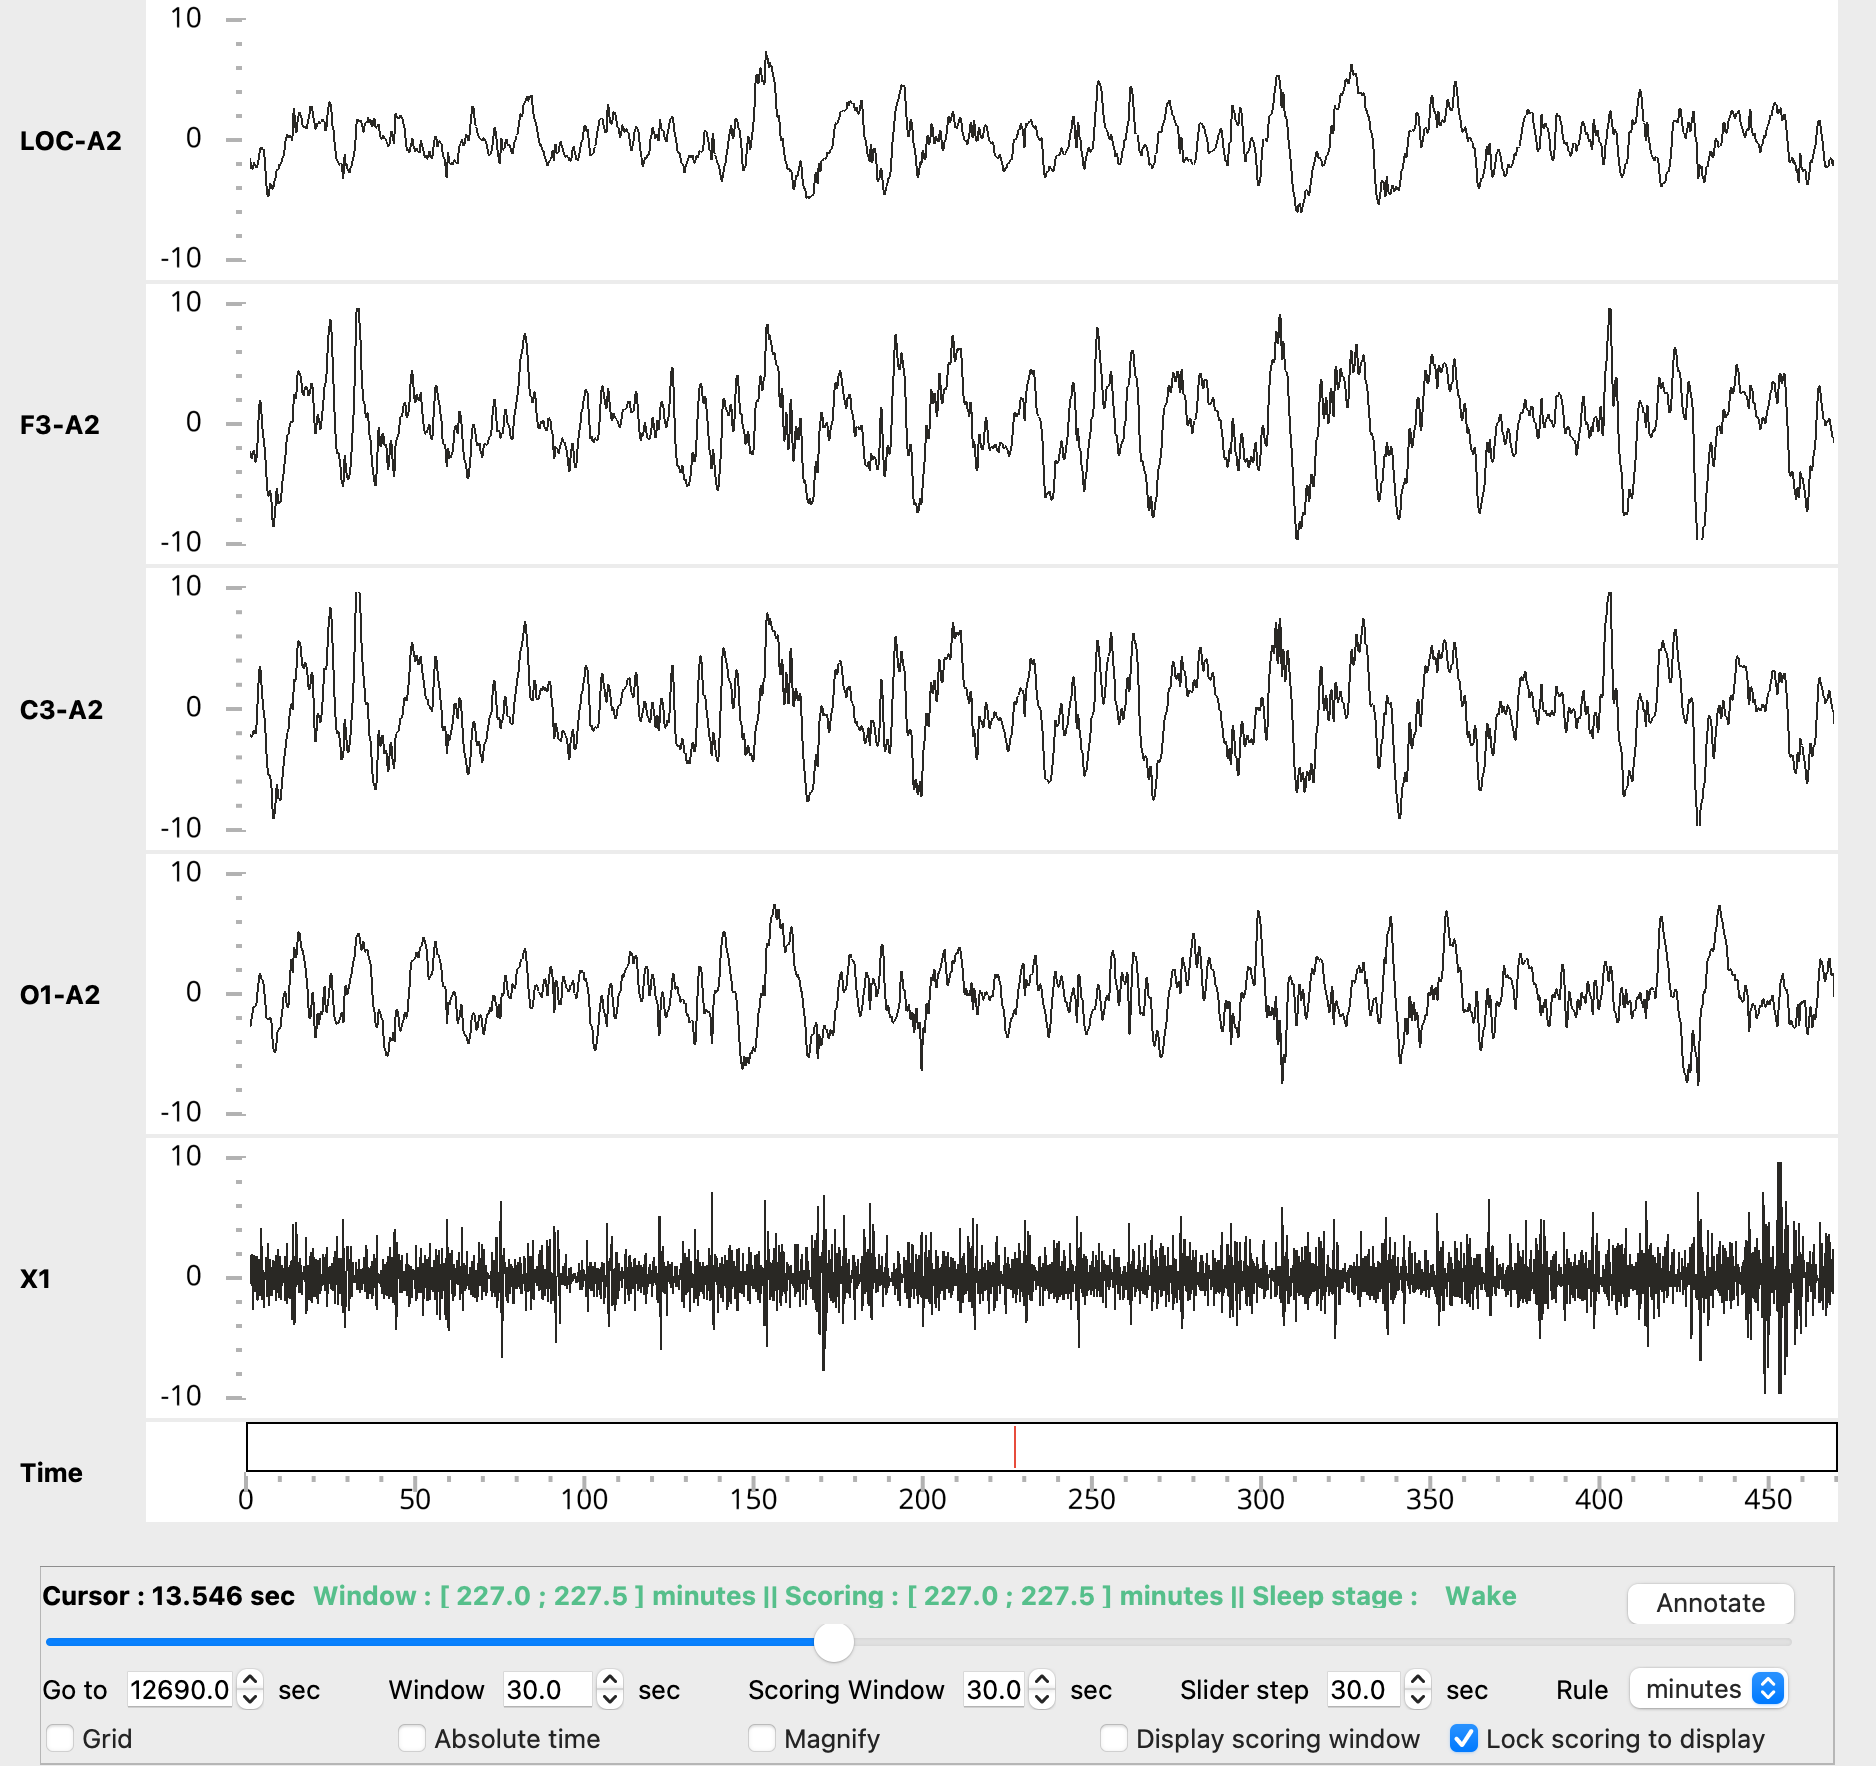 10
LOC-A2 0
-10
10
F3-A2 0
-10
10
C3-A2 0
-10
10
O1-A2 0
-10
10
X1 0
-10
Time
0 50 100 150 200 250 300 350 400 450
Cursor : 13.546 sec Window : [ 227.0 ; 227.5 ] minutes || Scoring : [ 227.0 ; 227.5 ] minutes || Sleep stage : Wake Annotate
Go to 12690.0 sec Window 30.0 sec Scoring Window 30.0 sec Slider step 30.0 sec Rule minutes
Grid Absolute time Magnify Display scoring window Lock scoring to display